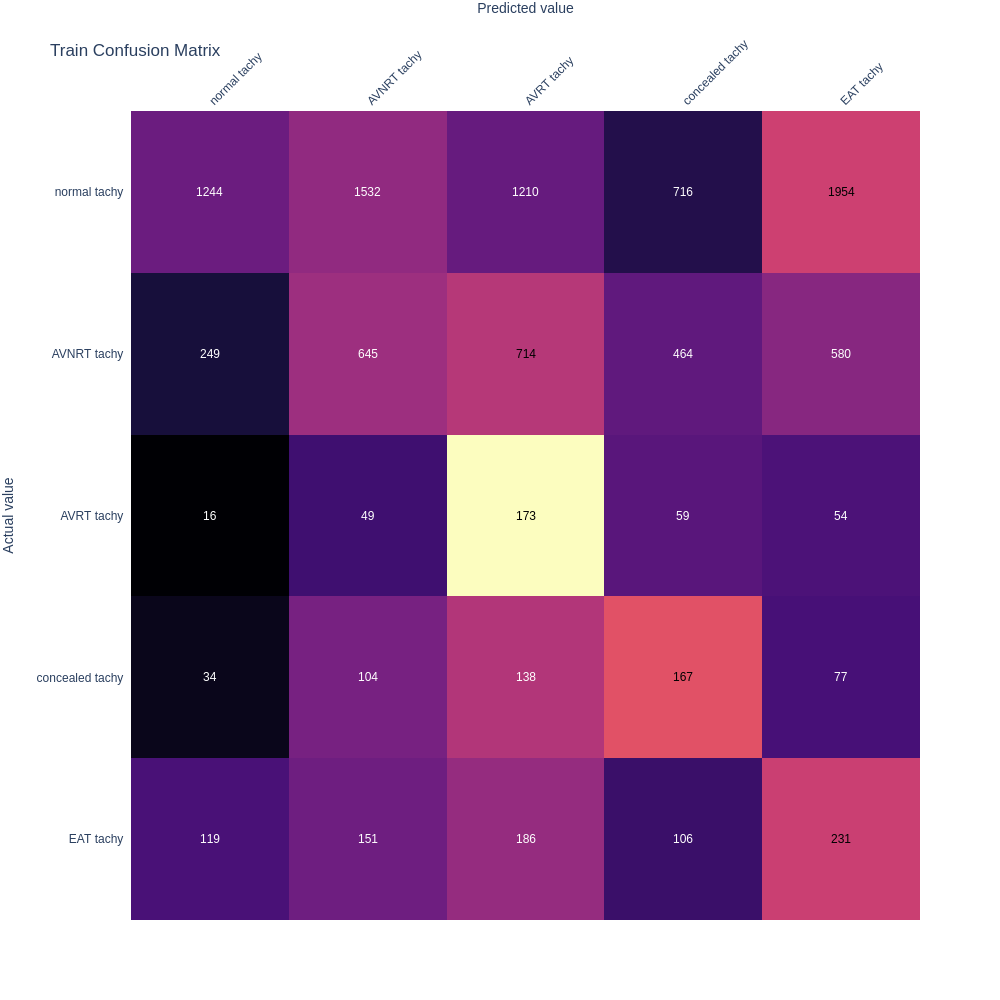 Predicted value
Train Confusion Matrix
normal tachy
AVNRT tachy
AVRT tachy
concealed tachy
EAT tachy
normal tachy 1244 1532 1210 716 1954
AVNRT tachy 249 645 714 464 580
Actual value
AVRT tachy 16 49 173 59 54
concealed tachy 34 104 138 167 77
EAT tachy 119 151 186 106 231